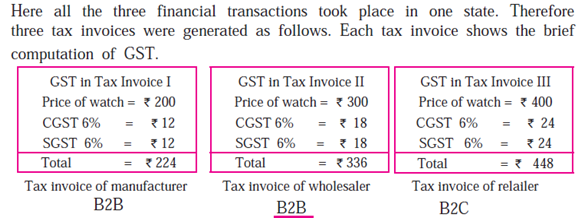 Here all the three financial transactions took place in one state. Therefore
three tax invoices were generated as follows. Each tax invoice shows the brief
computation of GST.
GST in Tax Invoice I
Price of watch = ₹ 200
CGST 6% = ₹ 12
SGST 6% = ₹ 12
Total = ₹ 224
Tax invoice of manufacturer
B2B
GST in Tax Invoice II
Price of watch = ₹ 300
CGST 6% = ₹ 18
SGST 6% = ₹ 18
Total = ₹ 336
Tax invoice of wholesaler
B2B
GST in Tax Invoice III
Price of watch = ₹ 400
CGST 6% = ₹ 24
SGST 6% = ₹ 24
Total = ₹ 448
Tax invoice of relailer
B2C